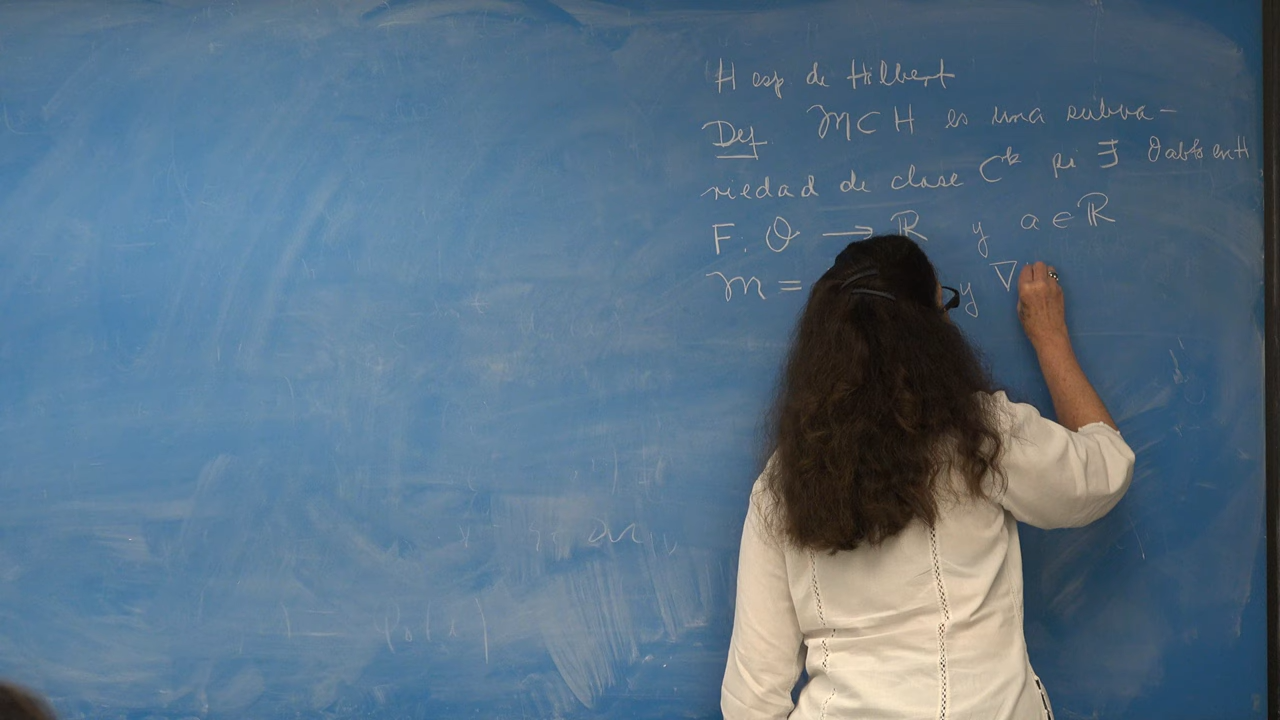 H esp de Hilbert
Def. M⊂H es una subva-
riedad de clase C^k si ∃ θ abto en H
F: θ → ℝ y a ∈ ℝ
M = y ∇